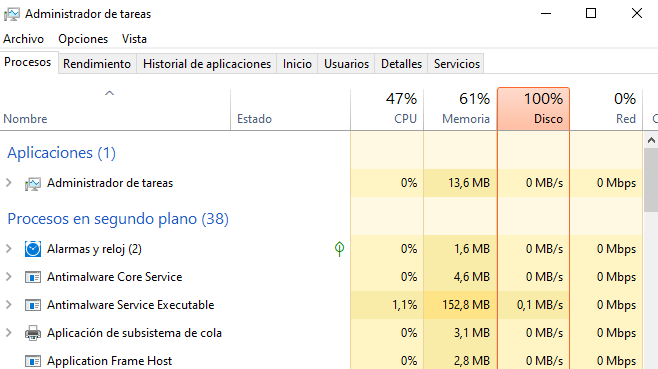 Administrador de tareas
Archivo Opciones Vista
Procesos Rendimiento Historial de aplicaciones Inicio Usuarios Detalles Servicios
47% 61% 100% 0%
Nombre Estado CPU Memoria Disco Red
Aplicaciones (1)
Administrador de tareas 0% 13,6 MB 0 MB/s 0 Mbps
Procesos en segundo plano (38)
Alarmas y reloj (2) 0% 1,6 MB 0 MB/s 0 Mbps
Antimalware Core Service 0% 4,6 MB 0 MB/s 0 Mbps
Antimalware Service Executable 1,1% 152,8 MB 0,1 MB/s 0 Mbps
Aplicación de subsistema de cola 0% 3,1 MB 0 MB/s 0 Mbps
Application Frame Host 0% 2,8 MB 0 MB/s 0 Mbps